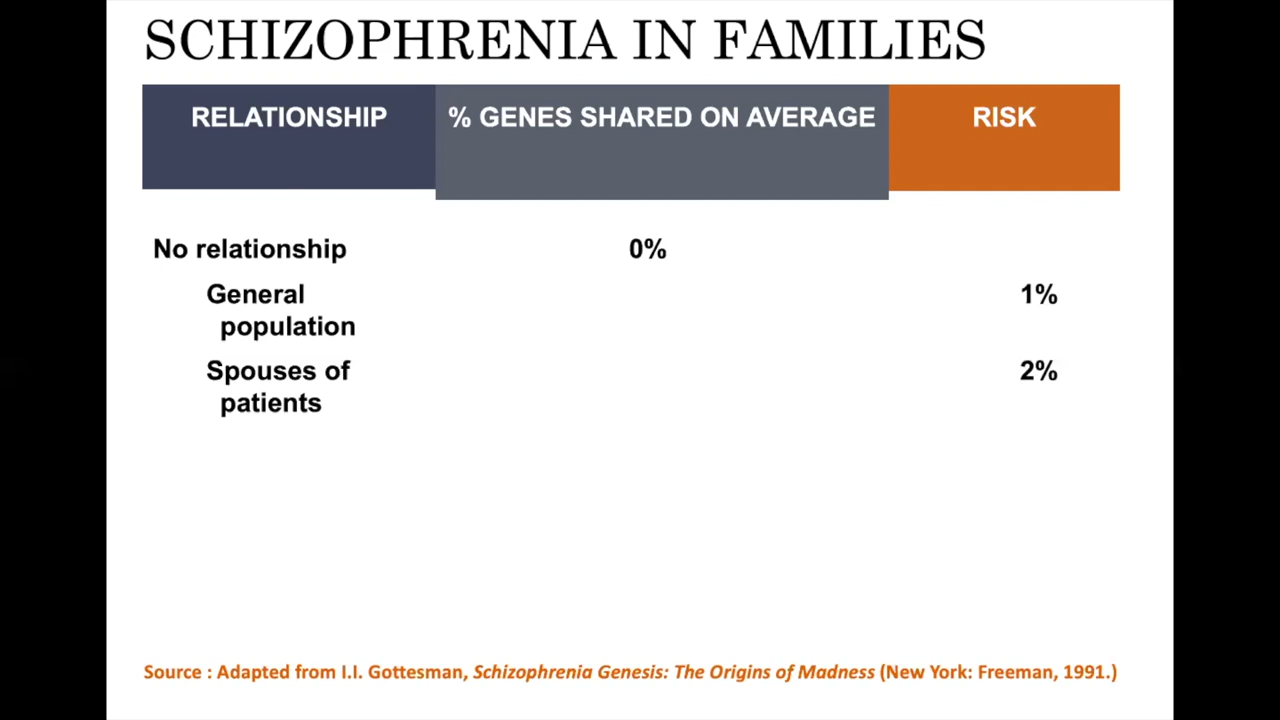 SCHIZOPHRENIA IN FAMILIES
RELATIONSHIP % GENES SHARED ON AVERAGE RISK
No relationship 0%
General 1%
population
Spouses of 2%
patients
Source : Adapted from I.I. Gottesman, Schizophrenia Genesis: The Origins of Madness (New York: Freeman, 1991.)